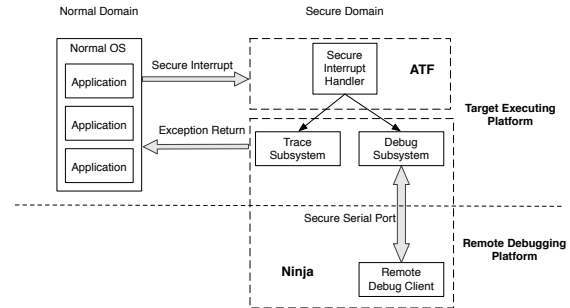 Normal Domain
Secure Domain
Normal OS
Application
Application
Application
Secure Interrupt
Exception Return
Secure
Interrupt
Handler
ATF
Target Executing
Platform
Trace
Subsystem
Debug
Subsystem
Secure Serial Port
Ninja
Remote
Debug Client
Remote Debugging
Platform